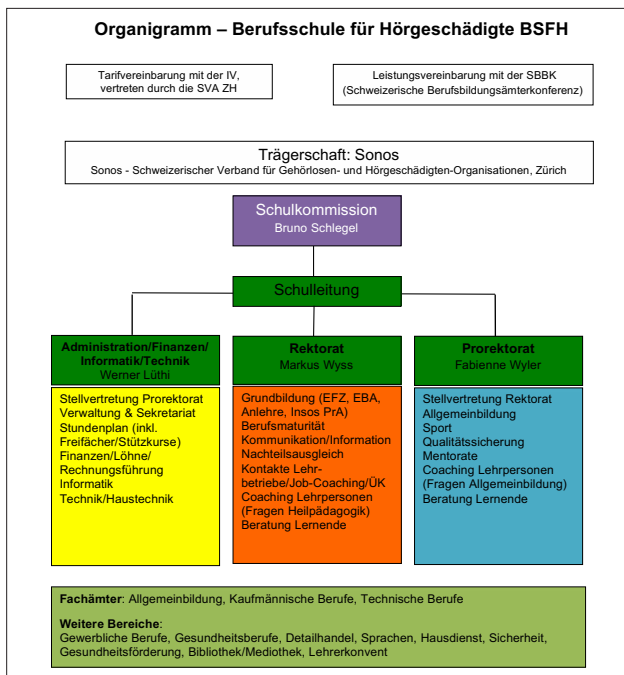 Organigramm – Berufsschule für Hörgeschädigte BSFH
Tarifvereinbarung mit der IV,
vertreten durch die SVA ZH
Leistungsvereinbarung mit der SBBK
(Schweizerische Berufsbildungsämterkonferenz)
Trägerschaft: Sonos
Sonos - Schweizerischer Verband für Gehörlosen- und Hörgeschädigten-Organisationen, Zürich
Schulkommission
Bruno Schlegel
Schulleitung
Administration/Finanzen/
Informatik/Technik
Werner Lüthi
Stellvertretung Prorektorat
Verwaltung & Sekretariat
Stundenplan (inkl.
Freifächer/Stützkurse)
Finanzen/Löhne/
Rechnungsführung
Informatik
Technik/Haustechnik
Rektorat
Markus Wyss
Grundbildung (EFZ, EBA,
Anlehre, Insos PrA)
Berufsmaturität
Kommunikation/Information
Nachteilsausgleich
Kontakte Lehr-
betriebe/Job-Coaching/ÜK
Coaching Lehrpersonen
(Fragen Heilpädagogik)
Beratung Lernende
Prorektorat
Fabienne Wyler
Stellvertretung Rektorat
Allgemeinbildung
Sport
Qualitätssicherung
Mentorate
Coaching Lehrpersonen
(Fragen Allgemeinbildung)
Beratung Lernende
Fachämter: Allgemeinbildung, Kaufmännische Berufe, Technische Berufe
Weitere Bereiche:
Gewerbliche Berufe, Gesundheitsberufe, Detailhandel, Sprachen, Hausdienst, Sicherheit,
Gesundheitsförderung, Bibliothek/Mediothek, Lehrerkonvent